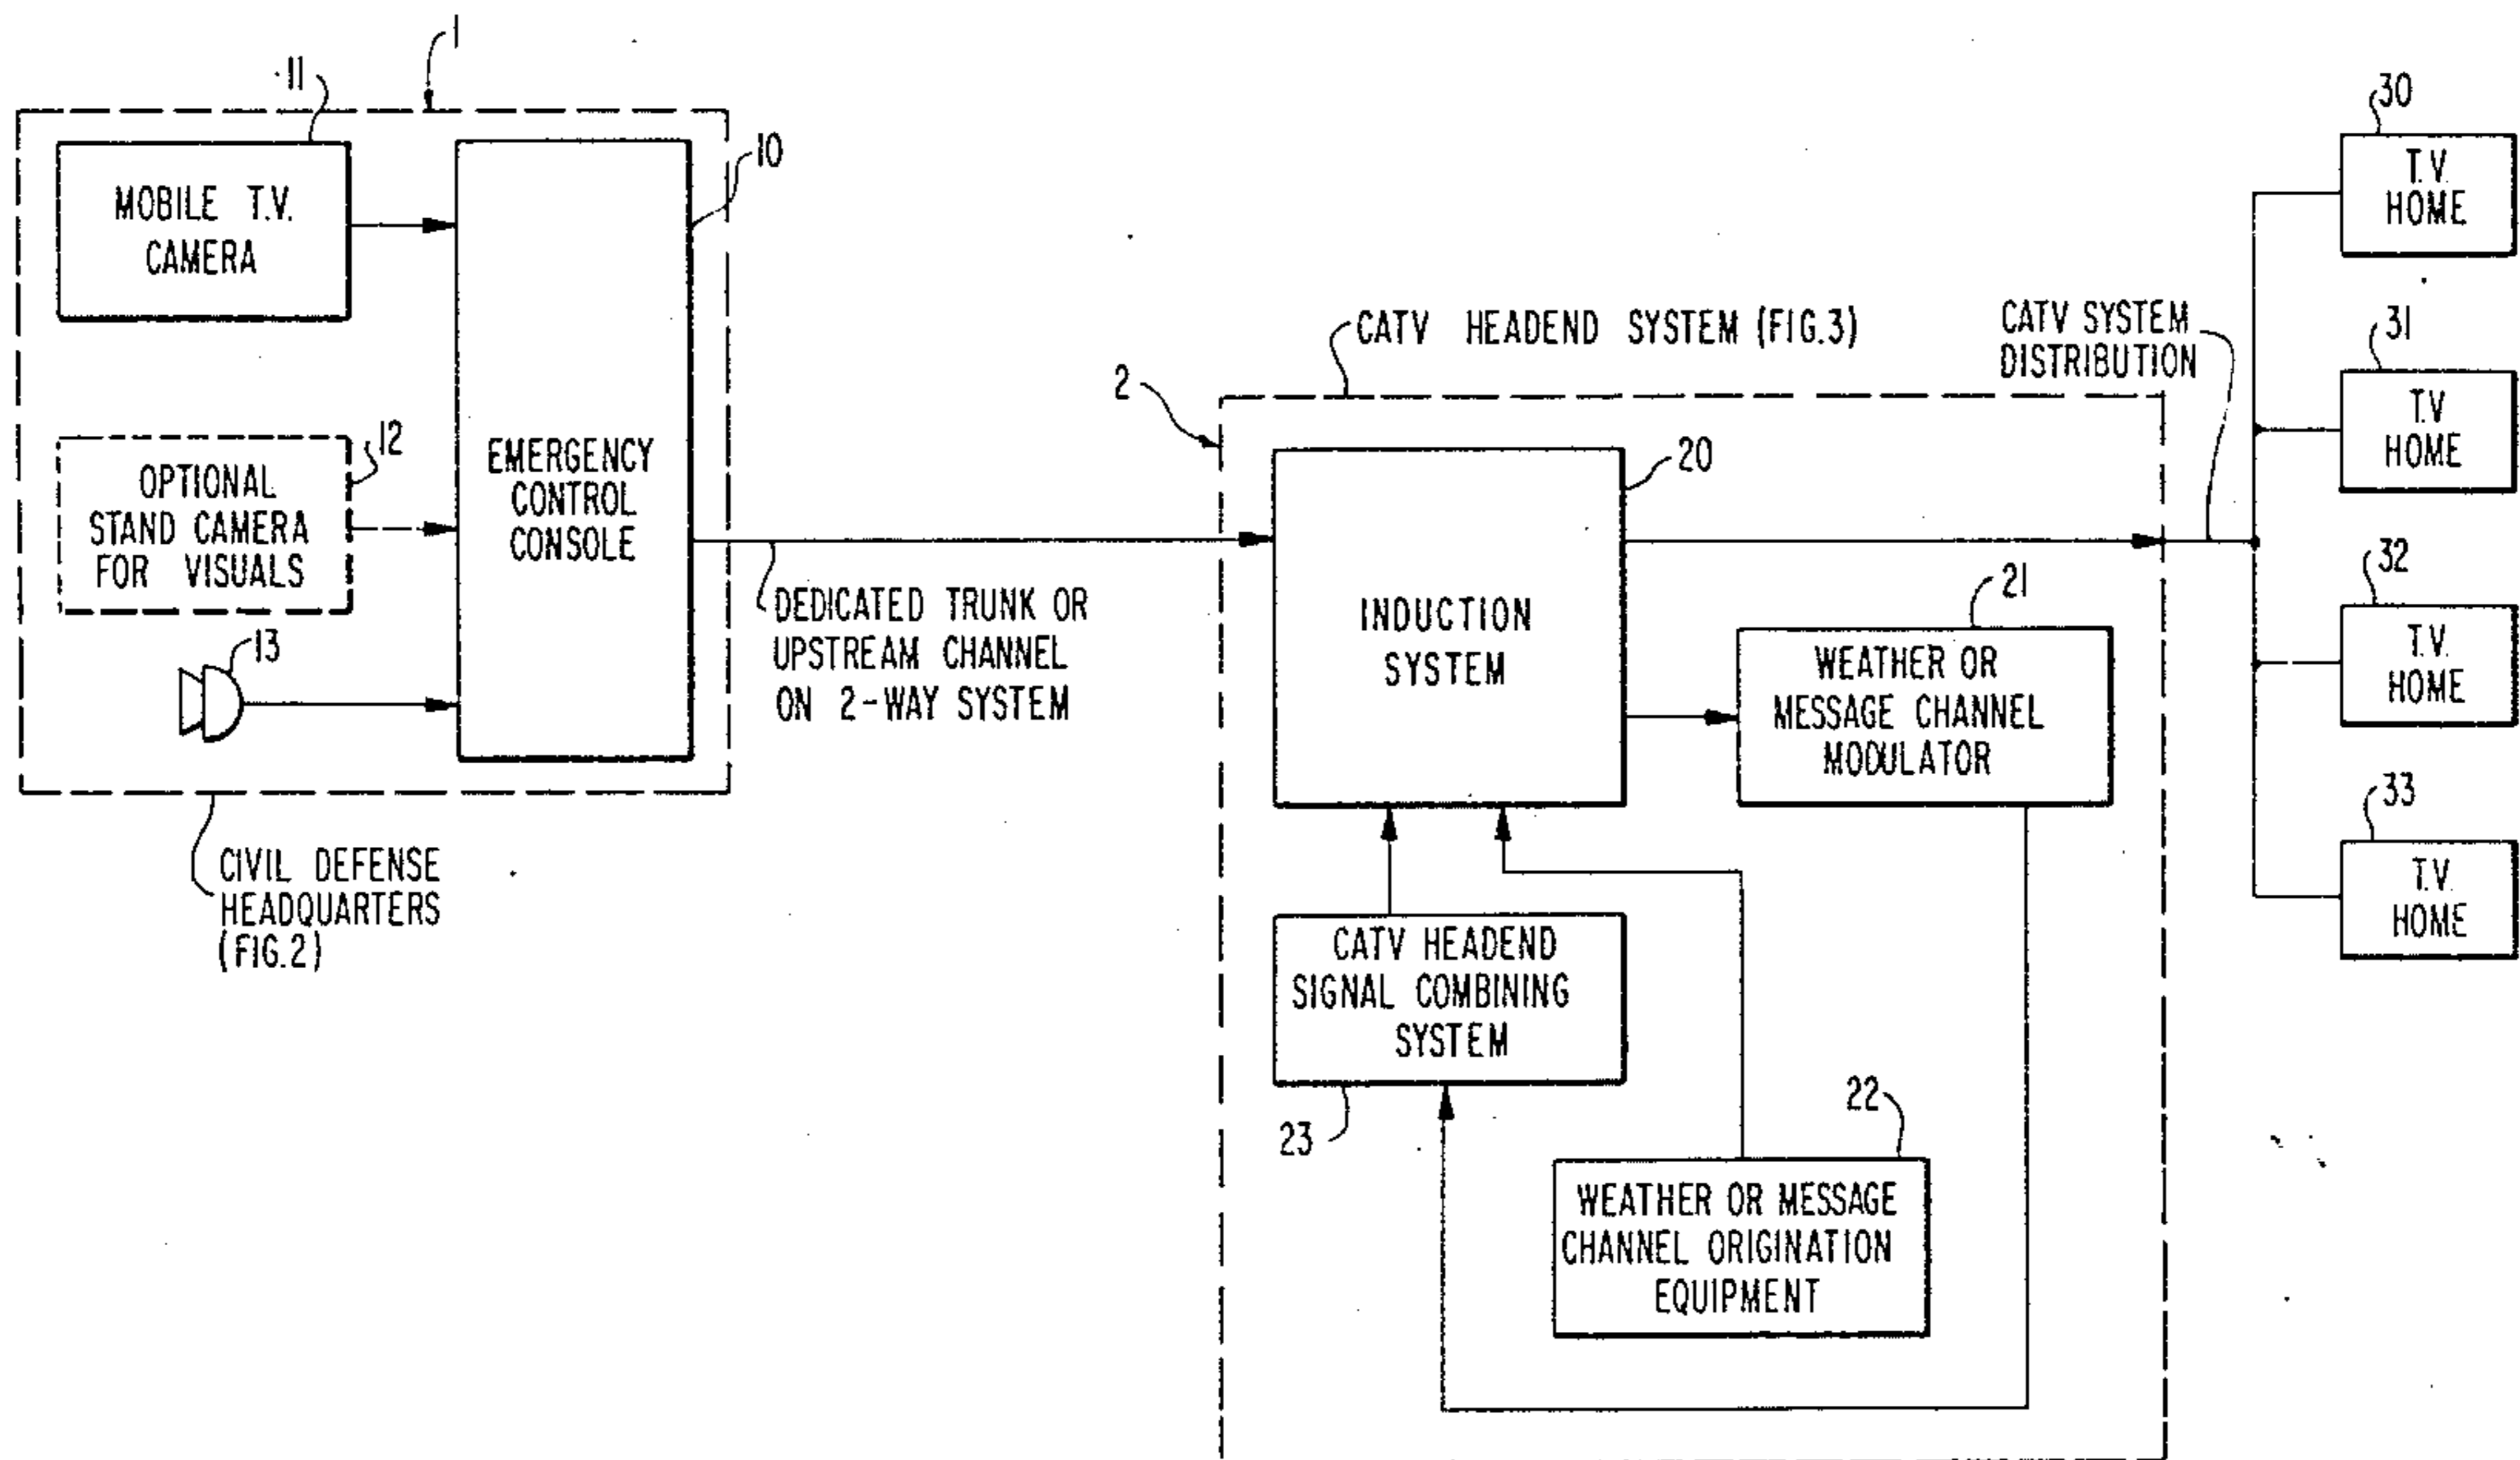 1
11
MOBILE T.V.
CAMERA
10
12
OPTIONAL
STAND CAMERA
FOR VISUALS
13
EMERGENCY
CONTROL
CONSOLE
CIVIL DEFENSE
HEADQUARTERS
(FIG.2)
DEDICATED TRUNK OR
UPSTREAM CHANNEL
ON 2-WAY SYSTEM
2
CATV HEADEND SYSTEM (FIG.3)
20
INDUCTION
SYSTEM
21
WEATHER OR
MESSAGE CHANNEL
MODULATOR
CATV HEADEND
SIGNAL COMBINING
SYSTEM
23
22
WEATHER OR MESSAGE
CHANNEL ORIGINATION
EQUIPMENT
CATV SYSTEM
DISTRIBUTION
30
T.V.
HOME
31
T.V
HOME
32
T.V.
HOME
33
T.V.
HOME